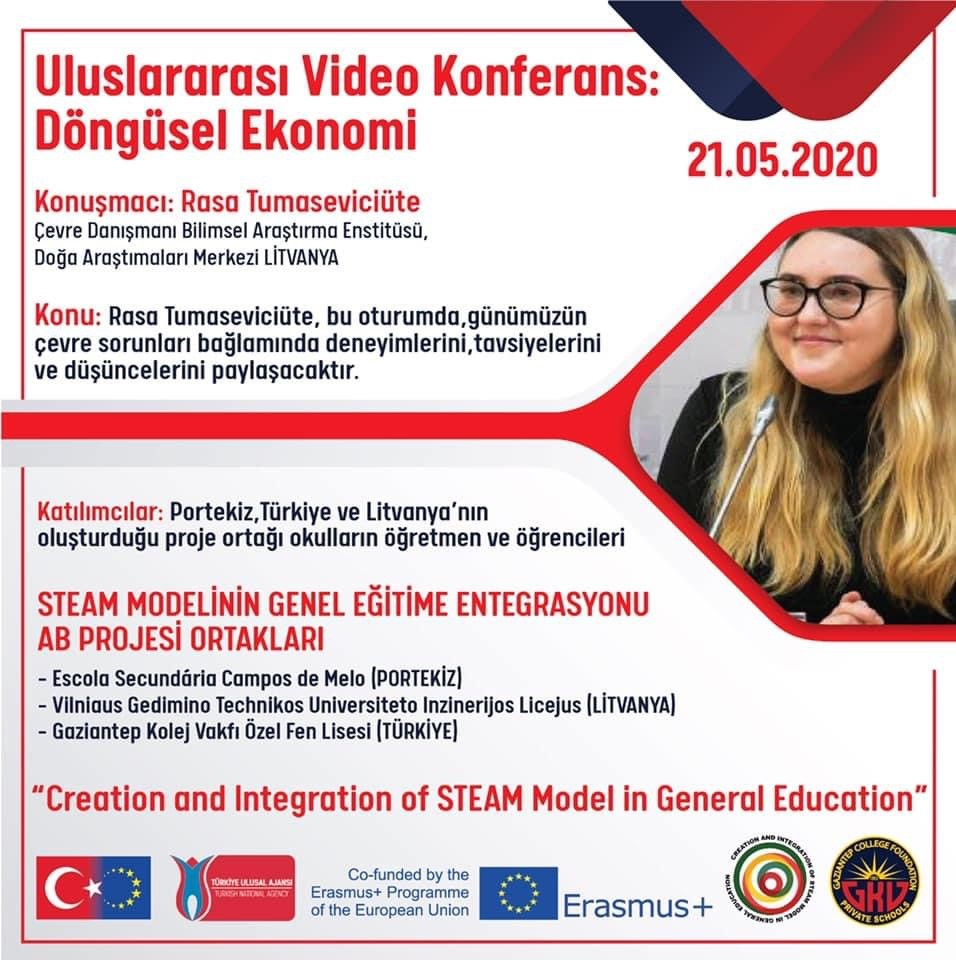 Uluslararası Video Konferans:
Döngüsel Ekonomi
21.05.2020
Konuşmacı: Rasa Tumaseviciüte
Çevre Danışmanı Bilimsel Araştırma Enstitüsü,
Doğa Araştımaları Merkezi LİTVANYA
Konu: Rasa Tumaseviciüte, bu oturumda,günümüzün
çevre sorunları bağlamında deneyimlerini,tavsiyelerini
ve düşüncelerini paylaşacaktır.
Katılımcılar: Portekiz,Türkiye ve Litvanya’nın
oluşturduğu proje ortağı okulların öğretmen ve öğrencileri
STEAM MODELİNİN GENEL EĞİTİME ENTEGRASYONU
AB PROJESİ ORTAKLARI
- Escola Secundária Campos de Melo (PORTEKİZ)
- Vilniaus Gedimino Technikos Universiteto Inzinerijos Licejus (LİTVANYA)
- Gaziantep Kolej Vakfı Özel Fen Lisesi (TÜRKİYE)
“Creation and Integration of STEAM Model in General Education”
TÜRKİYE ULUSAL AJANSI
TURKISH NATIONAL AGENCY
Co-funded by the
Erasmus+ Programme
of the European Union
Erasmus+
CREATION AND INTEGRATION OF STEAM MODEL IN GENERAL EDUCATION
GAZIANTEP COLLEGE FOUNDATION
GKV
PRIVATE SCHOOLS